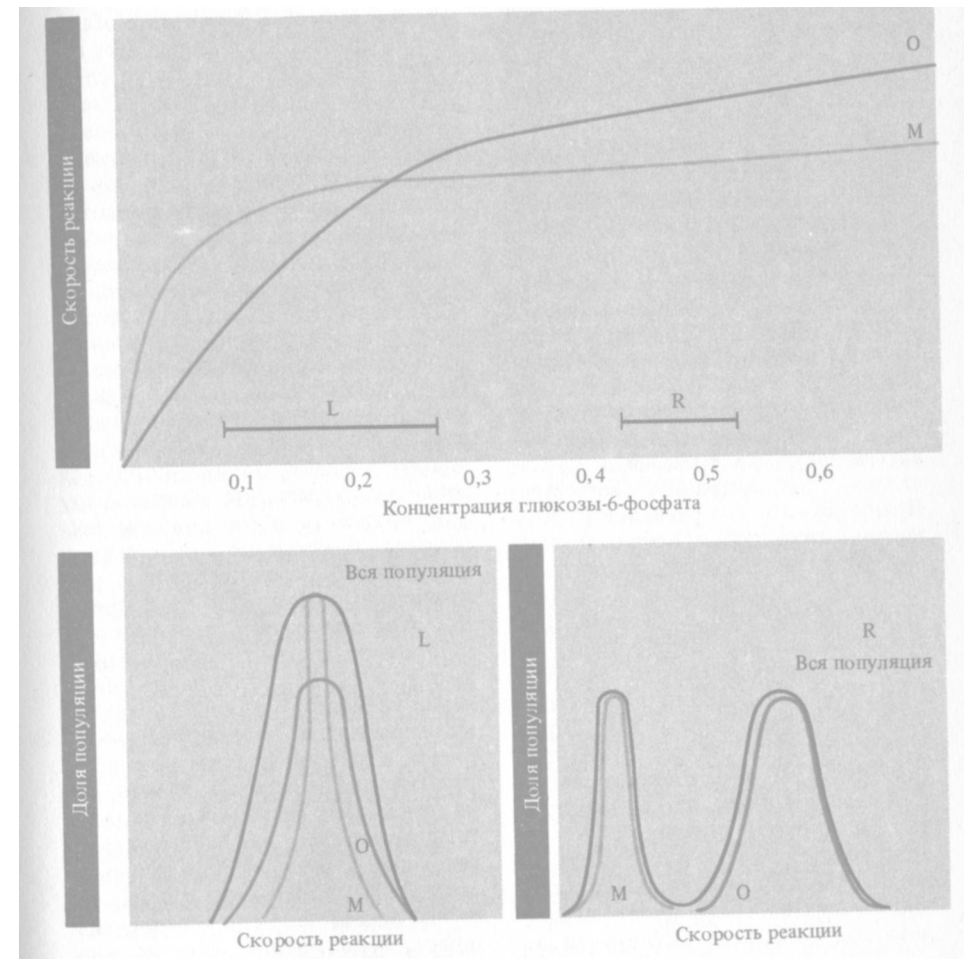 Скорость реакции
O
M
L
R
0,1 0,2 0,3 0,4 0,5 0,6
Концентрация глюкозы-6-фосфата
Доля популяции
Вся популяция
L
O
M
Скорость реакции
Доля популяции
R
Вся популяция
M
O
Скорость реакции